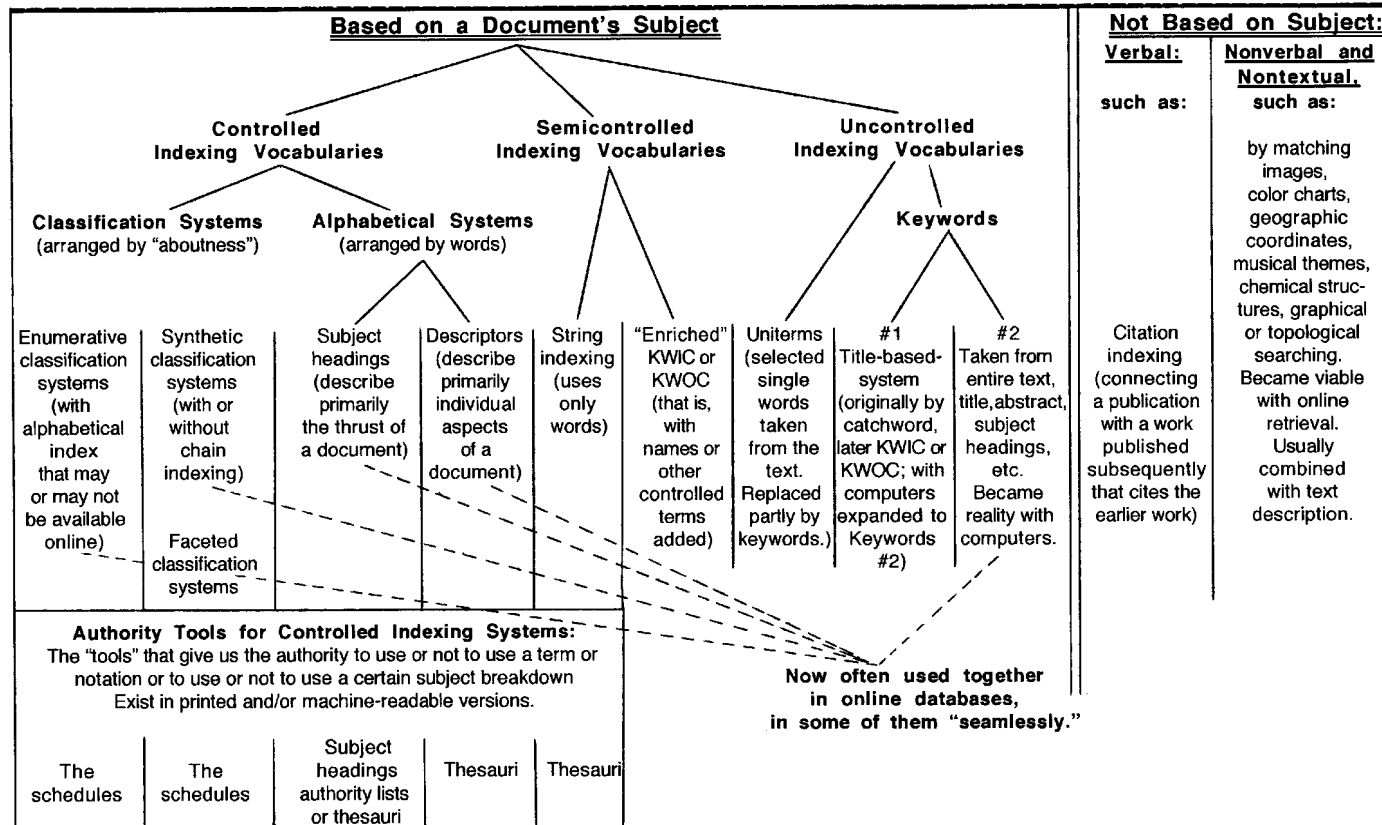 Based on a Document's Subject
Not Based on Subject:
Verbal:
such as:
Nonverbal and
Nontextual,
such as:
Controlled
Indexing Vocabularies
Semicontrolled
Indexing Vocabularies
Uncontrolled
Indexing Vocabularies
Classification Systems
(arranged by "aboutness")
Alphabetical Systems
(arranged by words)
Keywords
Enumerative
classification
systems
(with
alphabetical
index
that may
or may not
be available
online)
Synthetic
classification
systems
(with or
without
chain
indexing)
Faceted
classification
systems
Subject
headings
(describe
primarily
the thrust of
a document)
Descriptors
(describe
primarily
individual
aspects
of a
document)
String
indexing
(uses
only
words)
"Enriched"
KWIC or
KWOC
(that is,
with
names or
other
controlled
terms
added)
Uniterms
(selected
single
words
taken
from the
text.
Replaced
partly by
keywords.)
#1
Title-based-
system
(originally by
catchword,
later KWIC or
KWOC; with
computers
expanded to
Keywords
#2)
#2
Taken from
entire text,
title,abstract,
subject
headings,
etc.
Became
reality with
computers.
Citation
indexing
(connecting
a publication
with a work
published
subsequently
that cites the
earlier work)
by matching
images,
color charts,
geographic
coordinates,
musical themes,
chemical struc-
tures, graphical
or topological
searching.
Became viable
with online
retrieval.
Usually
combined
with text
description.
Authority Tools for Controlled Indexing Systems:
The "tools" that give us the authority to use or not to use a term or
notation or to use or not to use a certain subject breakdown
Exist in printed and/or machine-readable versions.
Now often used together
in online databases,
in some of them "seamlessly."
The
schedules
The
schedules
Subject
headings
authority lists
or thesauri
Thesauri
Thesauri